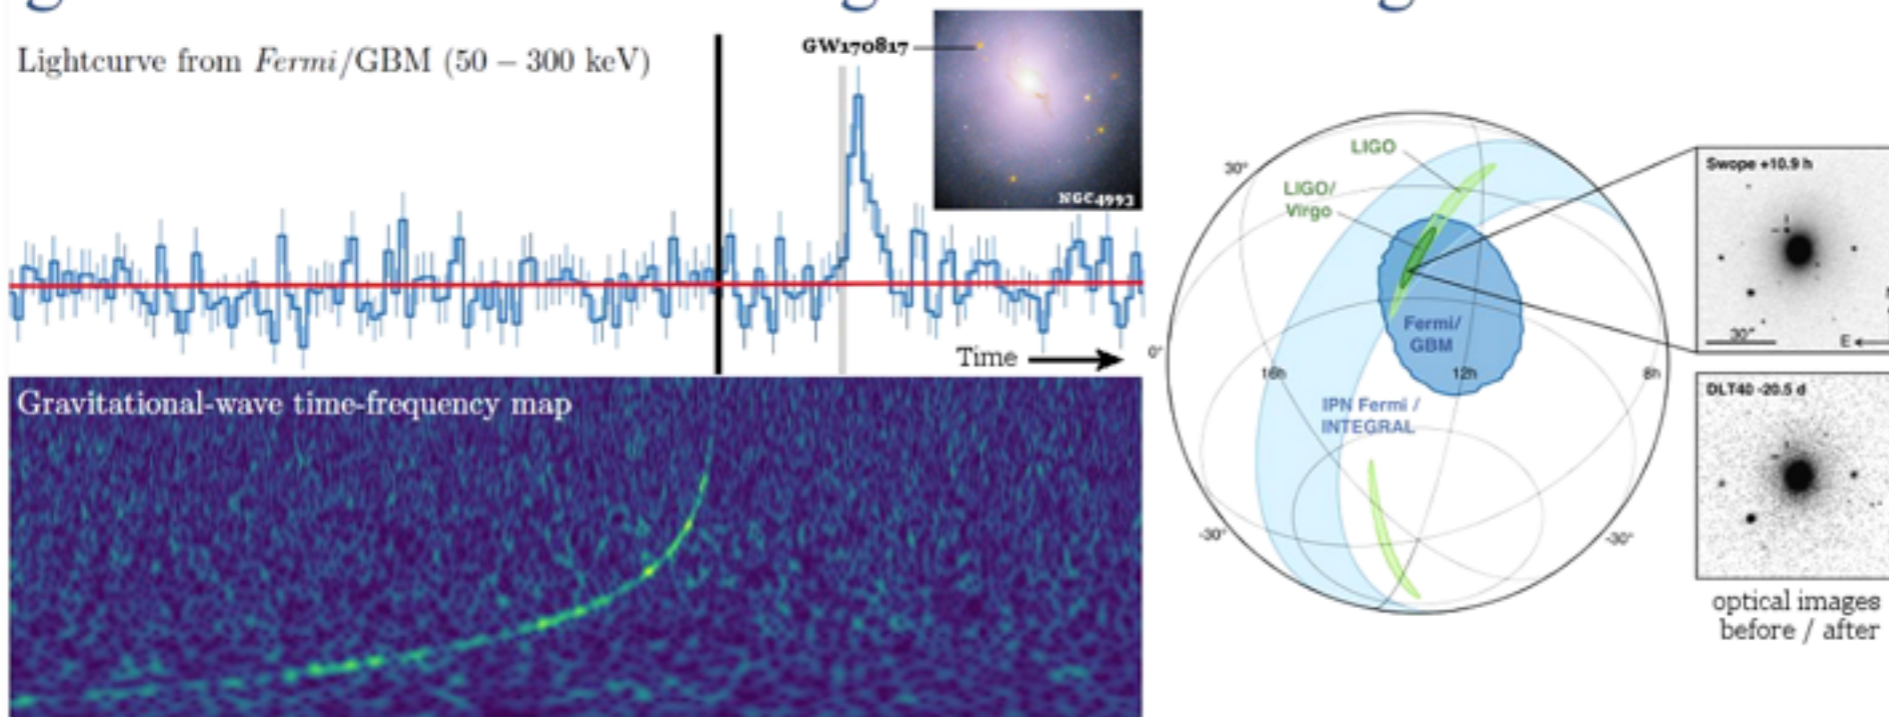 Lightcurve from Fermi/GBM (50 – 300 keV)
GW170817
NGC4993
Time
Gravitational-wave time-frequency map
LIGO
LIGO/
Virgo
Fermi/
GBM
IPN Fermi /
INTEGRAL
30°
0°
-30°
-30°
16h
12h
8h
Swope +10.9 h
30"
E
DLT40 -20.5 d
optical images
before / after